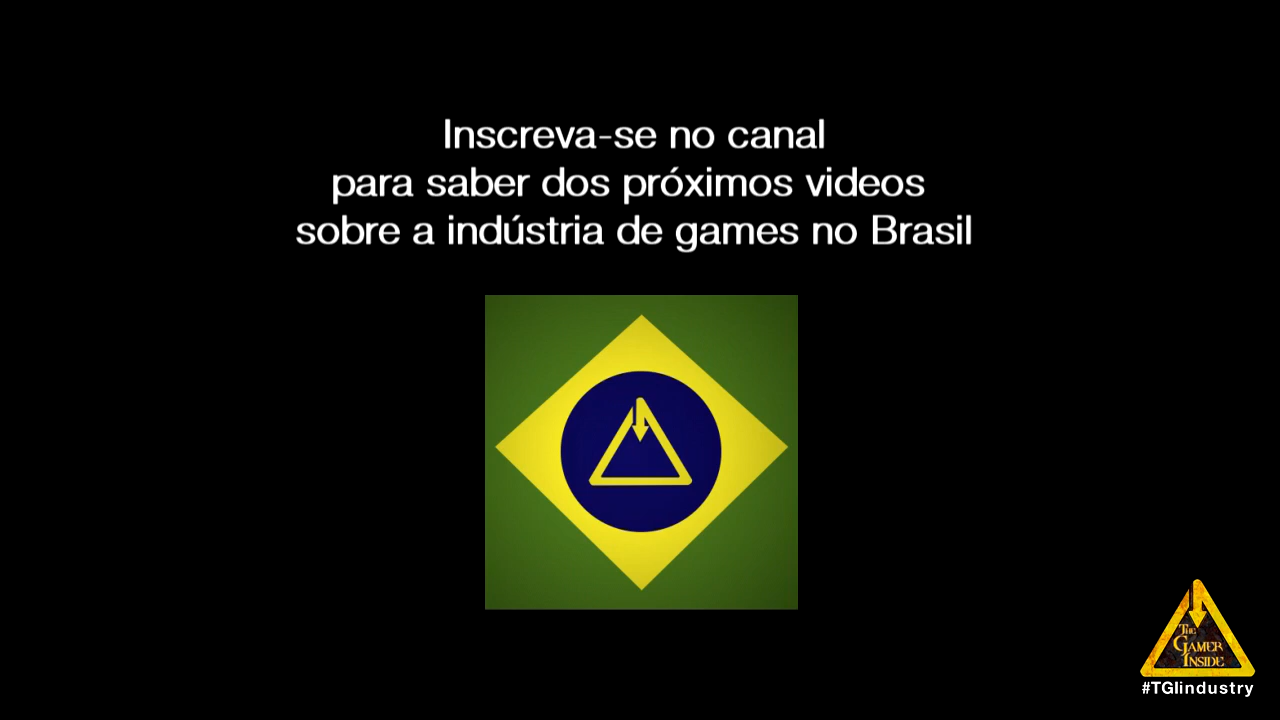 Inscreva-se no canal
para saber dos próximos videos
sobre a indústria de games no Brasil
The
Gamer
Inside
#TGIindustry